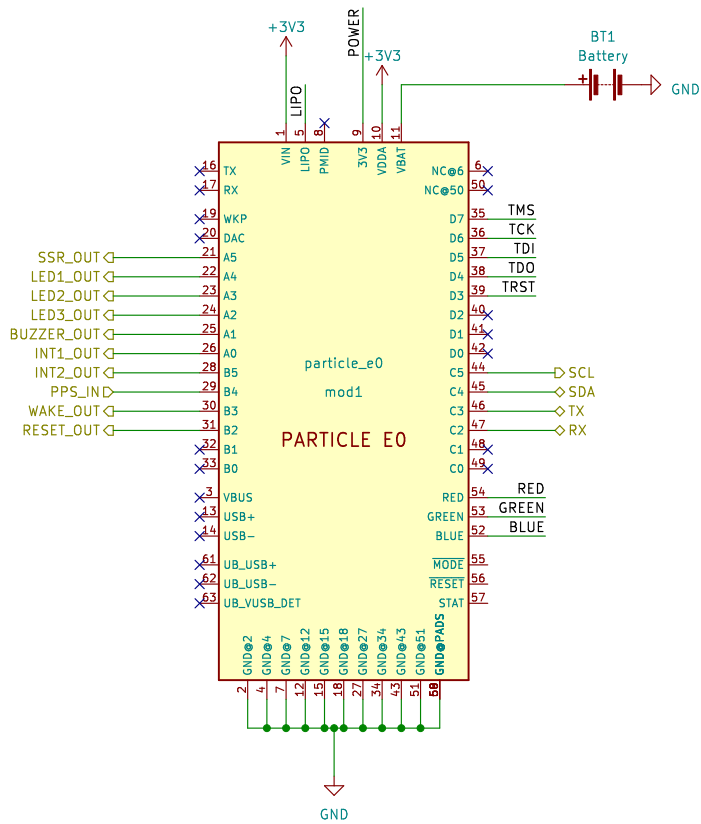 +3V3
POWER
+3V3
LIPO
BT1
Battery
+
GND
1
5
8
9
10
11
VIN
LIPO
PMID
3V3
VDDA
VBAT
16 TX
17 RX
19 WKP
20 DAC
SSR_OUT 21 A5
LED1_OUT 22 A4
LED2_OUT 23 A3
LED3_OUT 24 A2
BUZZER_OUT 25 A1
INT1_OUT 26 A0
INT2_OUT 28 B5
PPS_IN 29 B4
WAKE_OUT 30 B3
RESET_OUT 31 B2
32 B1
33 B0
3 VBUS
13 USB+
14 USB-
61 UB_USB+
62 UB_USB-
63 UB_VUSB_DET
particle_e0
mod1
PARTICLE E0
NC@6 6
NC@50 50
D7 35 TMS
D6 36 TCK
D5 37 TDI
D4 38 TDO
D3 39 TRST
D2 40
D1 41
D0 42
C5 44 SCL
C4 45 SDA
C3 46 TX
C2 47 RX
C1 48
C0 49
RED 54 RED
GREEN 53 GREEN
BLUE 52 BLUE
MODE 55
RESET 56
STAT 57
GND@2
GND@4
GND@7
GND@12
GND@15
GND@18
GND@27
GND@34
GND@43
GND@51
GND@PADS
2
4
7
12
15
18
27
34
43
51
GND